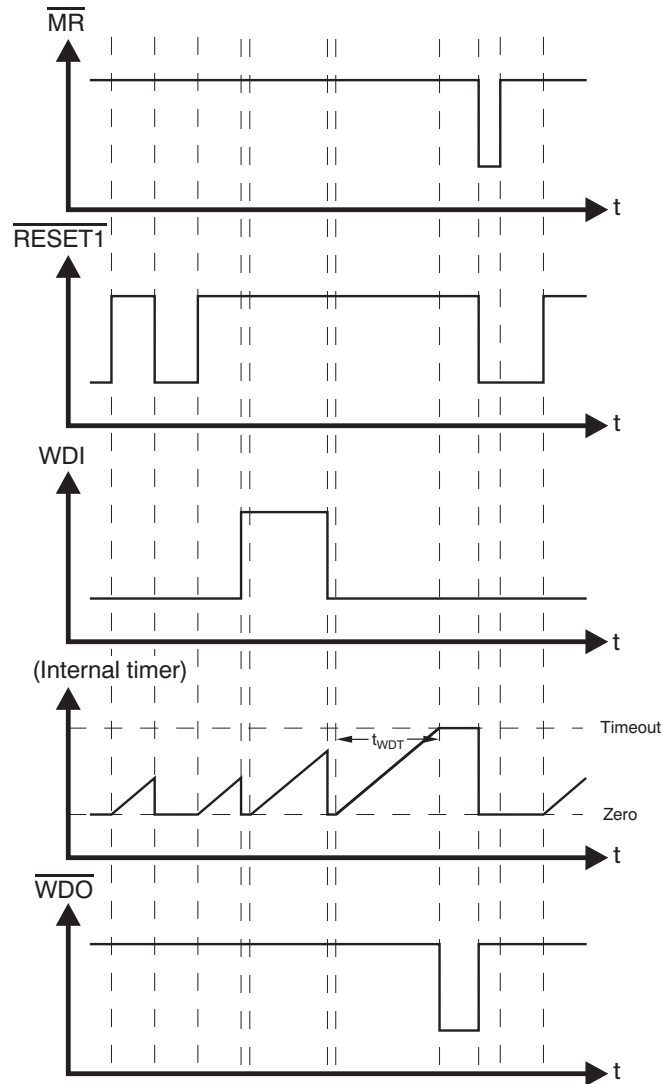 MR
t
RESET1
t
WDI
t
(Internal timer)
Timeout
tWDT
Zero
t
WDO
t